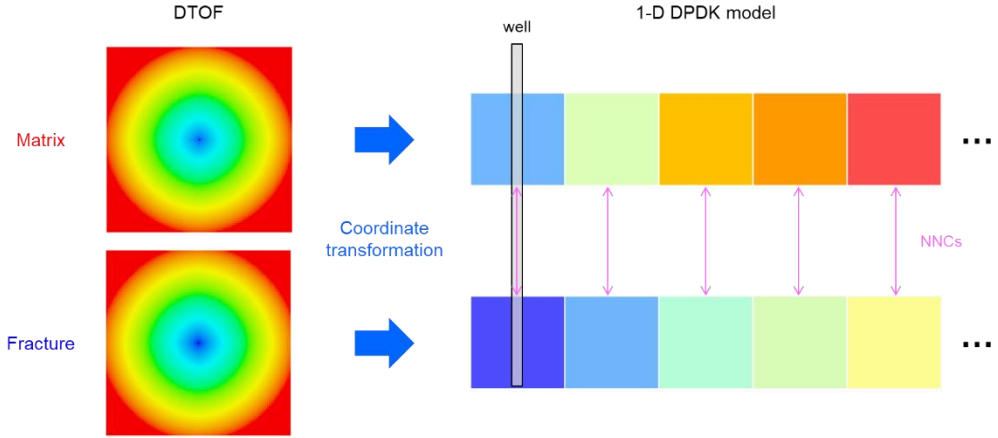 DTOF
1-D DPDK model
well
Matrix
Coordinate
transformation
NNCs
Fracture
...
...